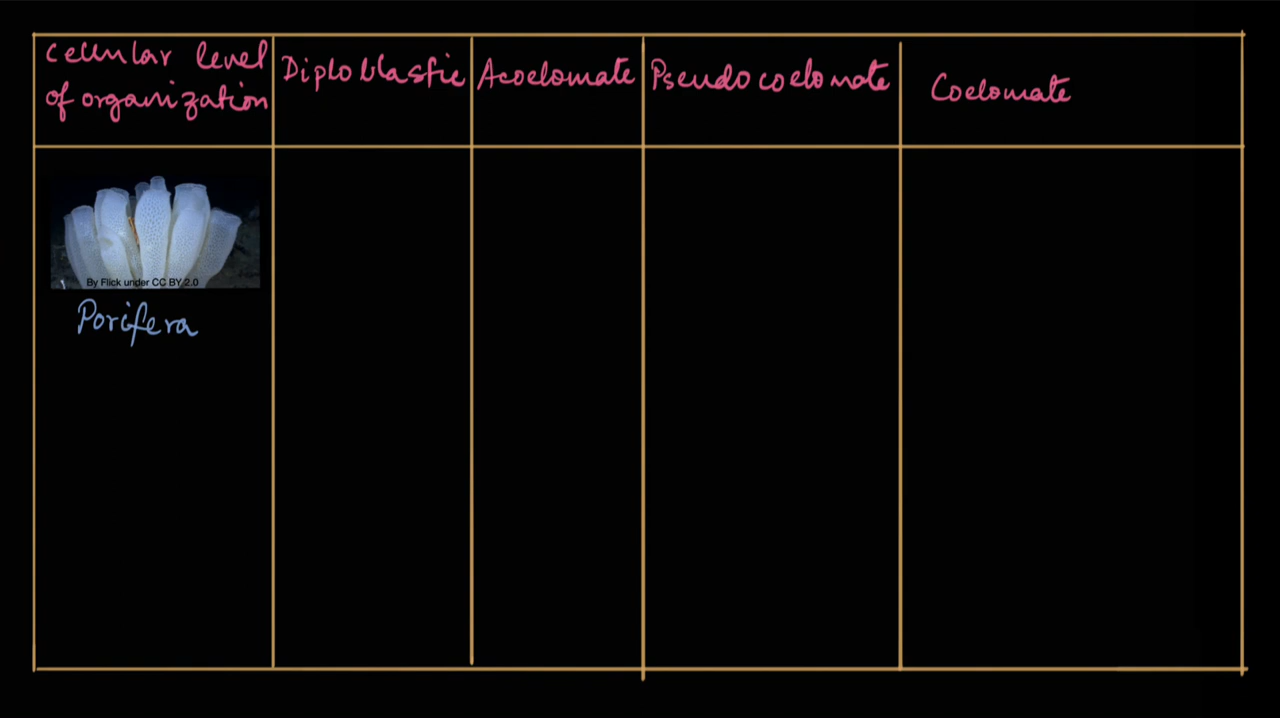 Cellular level
of organization
Diploblastic
Acoelomate
Pseudocoelomate
Coelomate
By Flick under CC BY 2.0
Porifera